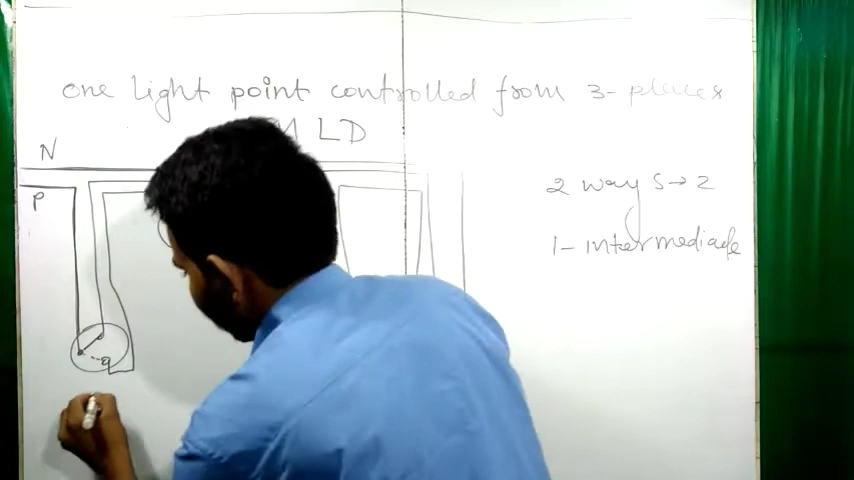 one light point controlled from 3-places
M LD
N
P
2 way S→2
1-intermediate